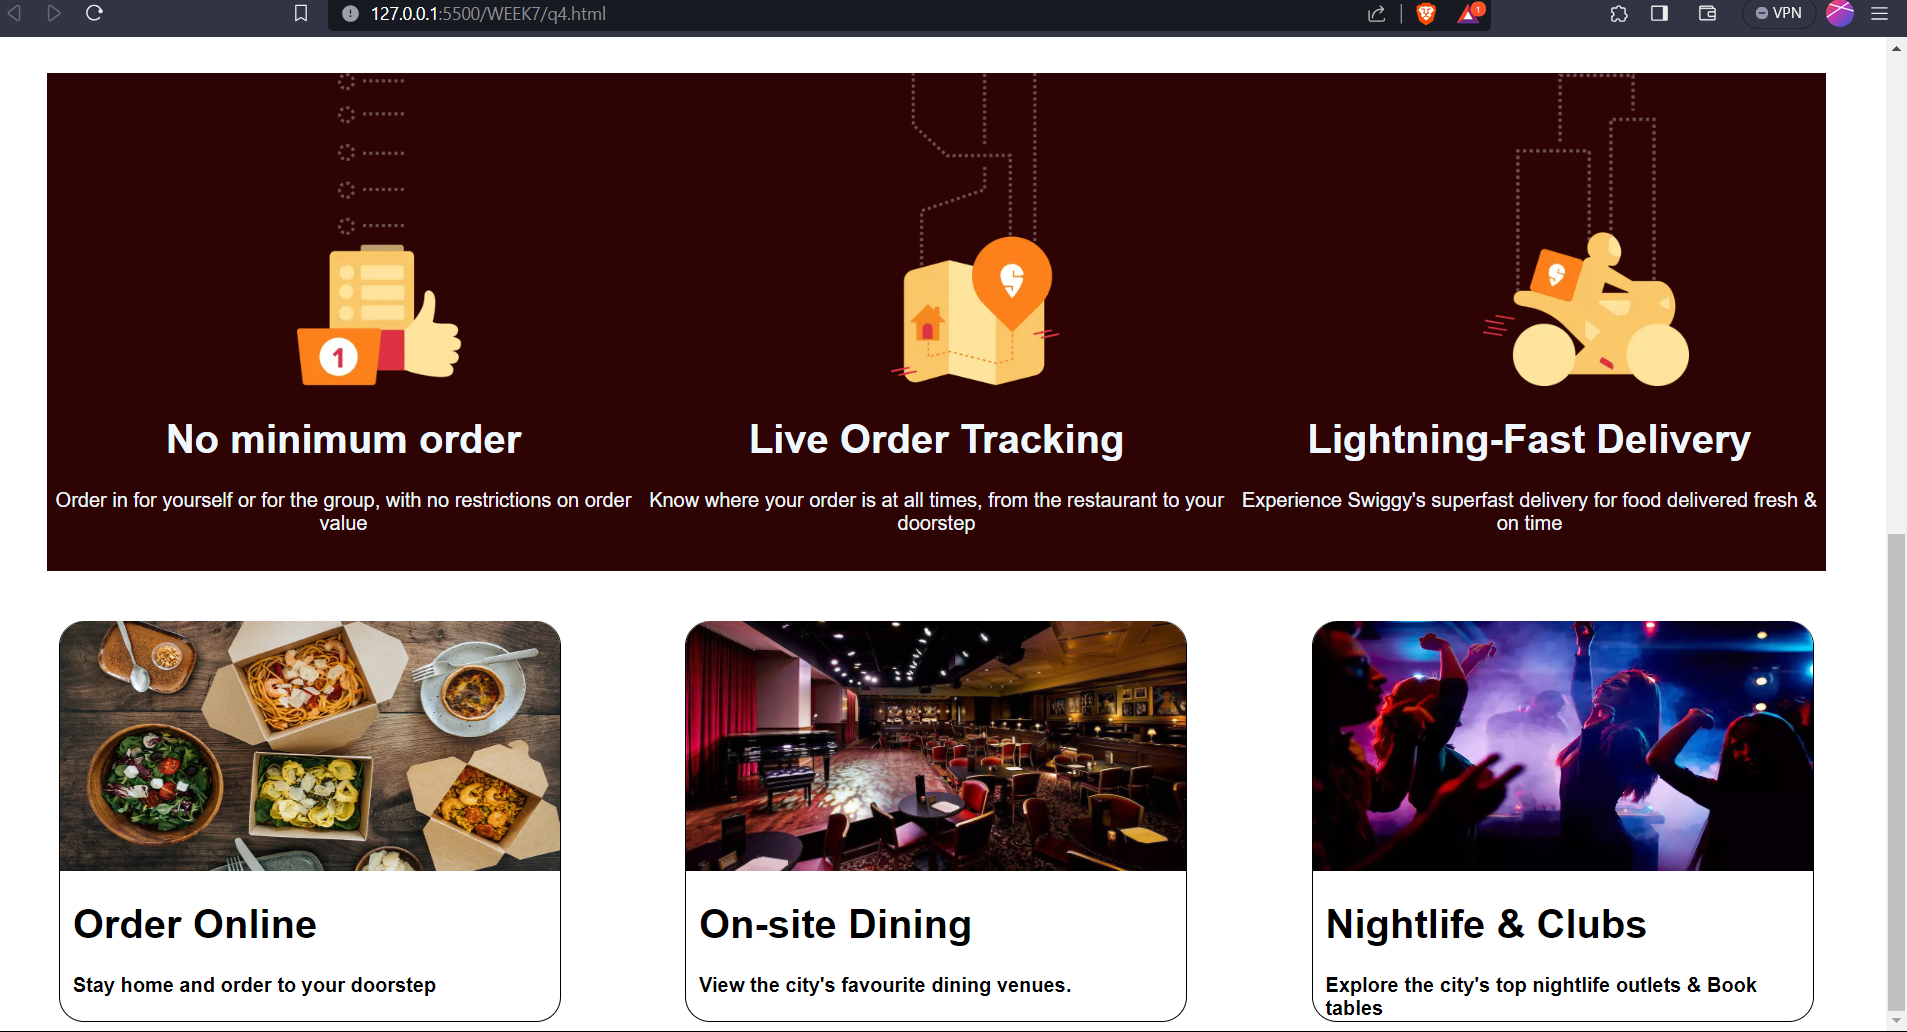 127.0.0.1:5500/WEEK7/q4.html
1
VPN
1
No minimum order
Order in for yourself or for the group, with no restrictions on order
value
Live Order Tracking
Know where your order is at all times, from the restaurant to your
doorstep
Lightning-Fast Delivery
Experience Swiggy's superfast delivery for food delivered fresh &
on time
Order Online
Stay home and order to your doorstep
On-site Dining
View the city's favourite dining venues.
Nightlife & Clubs
Explore the city's top nightlife outlets & Book
tables